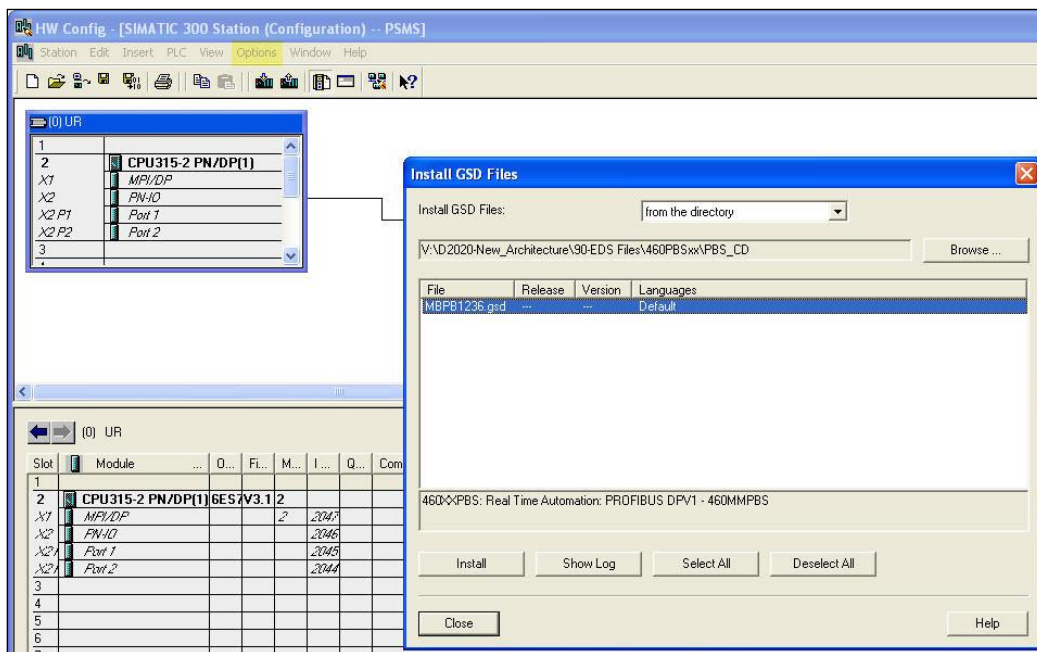 HW Config - [SIMATIC 300 Station (Configuration) -- PSMS]
Station Edit Insert PLC View Options Window Help
(0) UR
1
2 CPU315-2 PN/DP(1)
X1 MPI/DP
X2 PN-IO
X2 P1 Port 1
X2 P2 Port 2
3
Install GSD Files
Install GSD Files: from the directory
V:\D2020-New_Architecture\90-EDS Files\460PBSxx\PBS_CD Browse ...
File Release Version Languages
MBPB1236.gsd --- --- Default
460XXPBS: Real Time Automation: PROFIBUS DPV1 - 460MMPBS
Install Show Log Select All Deselect All
Close Help
(0) UR
Slot Module ... O... Fi... M... I ... Q... Com
1
2 CPU315-2 PN/DP(1) 6ES7 V3.1 2
X1 MPI/DP 2 2047
X2 PN-IO 2046
X2 Port 1 2045
X2 Port 2 2044
3
4
5
6